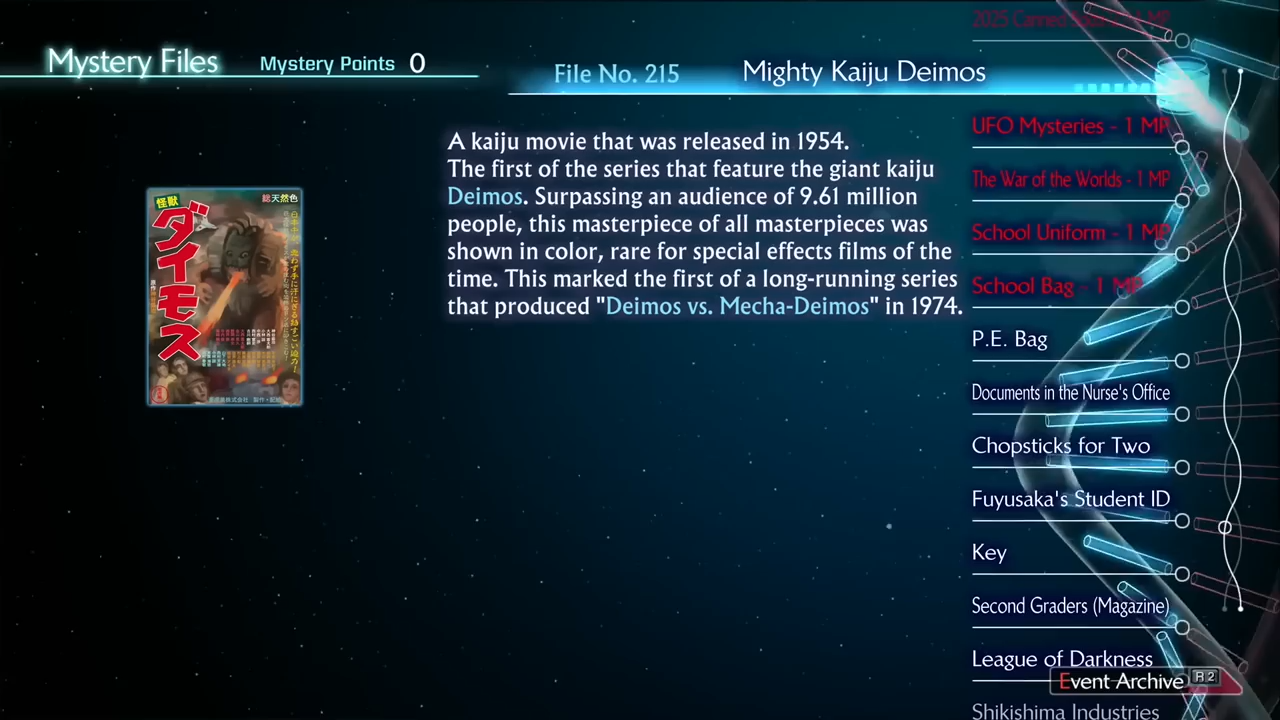 Mystery Files
Mystery Points 0
File No. 215
Mighty Kaiju Deimos
A kaiju movie that was released in 1954.
The first of the series that feature the giant kaiju
Deimos. Surpassing an audience of 9.61 million
people, this masterpiece of all masterpieces was
shown in color, rare for special effects films of the
time. This marked the first of a long-running series
that produced "Deimos vs. Mecha-Deimos" in 1974.
怪獣
ダイモス
総天然色
UFO Mysteries - 1 MP
The War of the Worlds - 1 MP
School Uniform - 1 MP
School Bag - 1 MP
P.E. Bag
Documents in the Nurse's Office
Chopsticks for Two
Fuyusaka's Student ID
Key
Second Graders (Magazine)
League of Darkness
Shikishima Industries
Event Archive R2